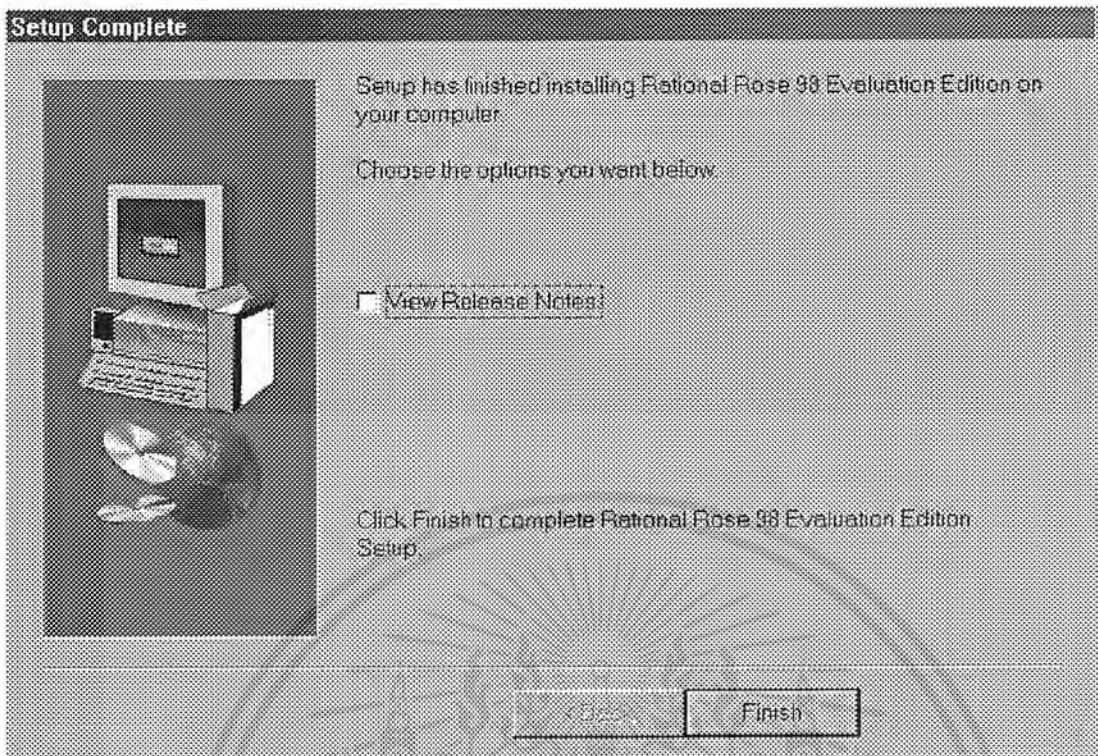 Setup Complete
Setup has finished installing Rational Rose 98 Evaluation Edition on
your computer.
Choose the options you want below.
View Release Notes
Click Finish to complete Rational Rose 98 Evaluation Edition
Setup.
< Back
Finish